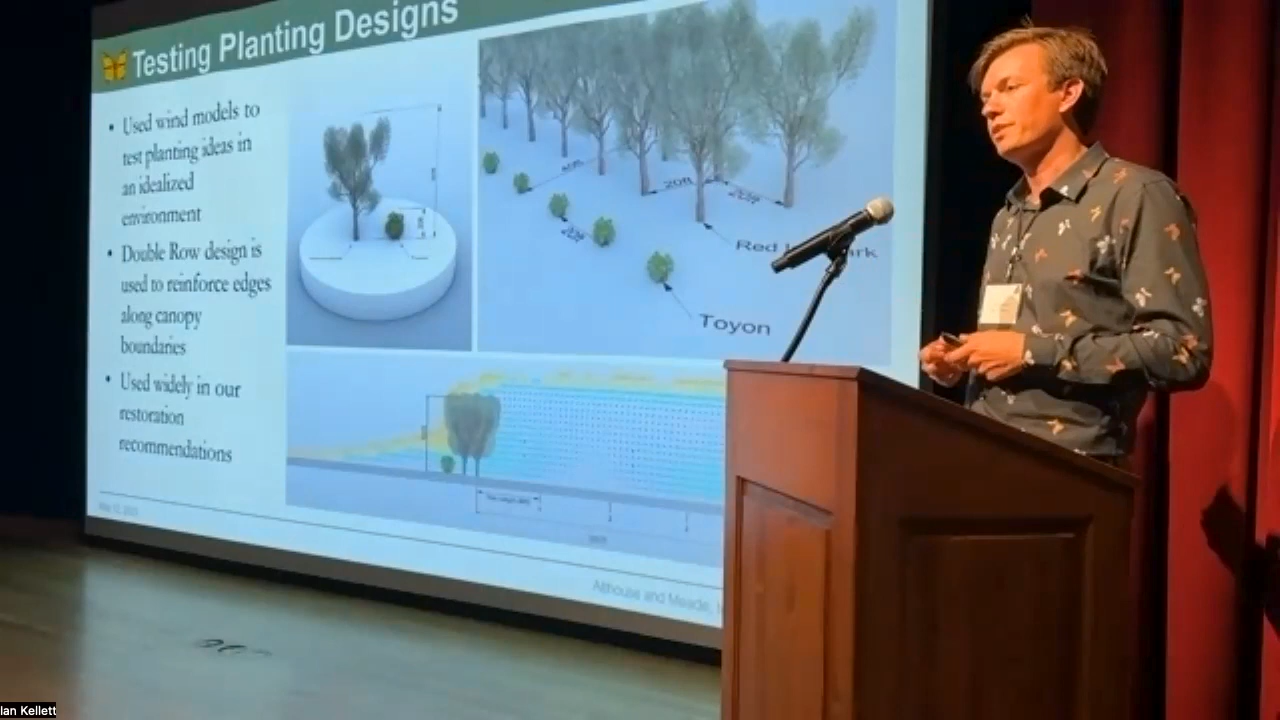 Testing Planting Designs
• Used wind models to
test planting ideas in
an idealized
environment
• Double Row design is
used to reinforce edges
along canopy
boundaries
• Used widely in our
restoration
recommendations
20ft
Red
ark
Toyon
Althouse and Meade,
Ian Kellett